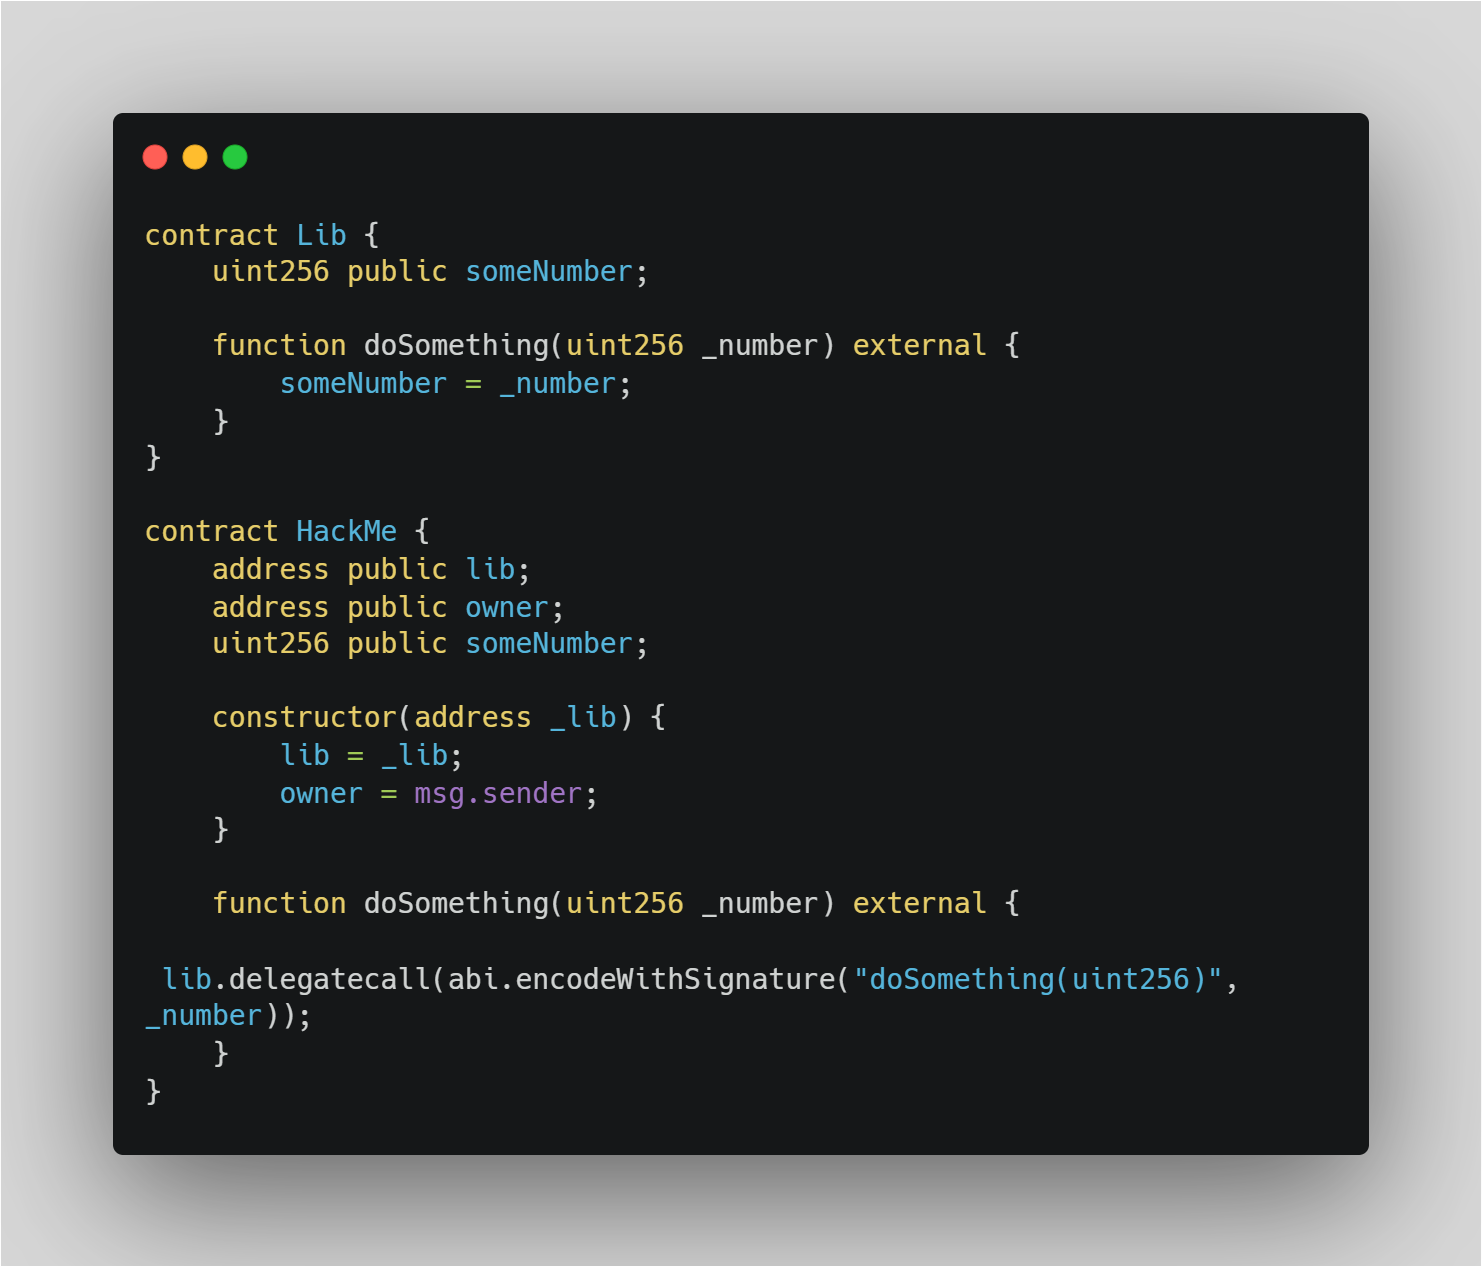 contract Lib {
    uint256 public someNumber;

    function doSomething(uint256 _number) external {
        someNumber = _number;
    }
}

contract HackMe {
    address public lib;
    address public owner;
    uint256 public someNumber;

    constructor(address _lib) {
        lib = _lib;
        owner = msg.sender;
    }

    function doSomething(uint256 _number) external {

 lib.delegatecall(abi.encodeWithSignature("doSomething(uint256)",
_number));
    }
}